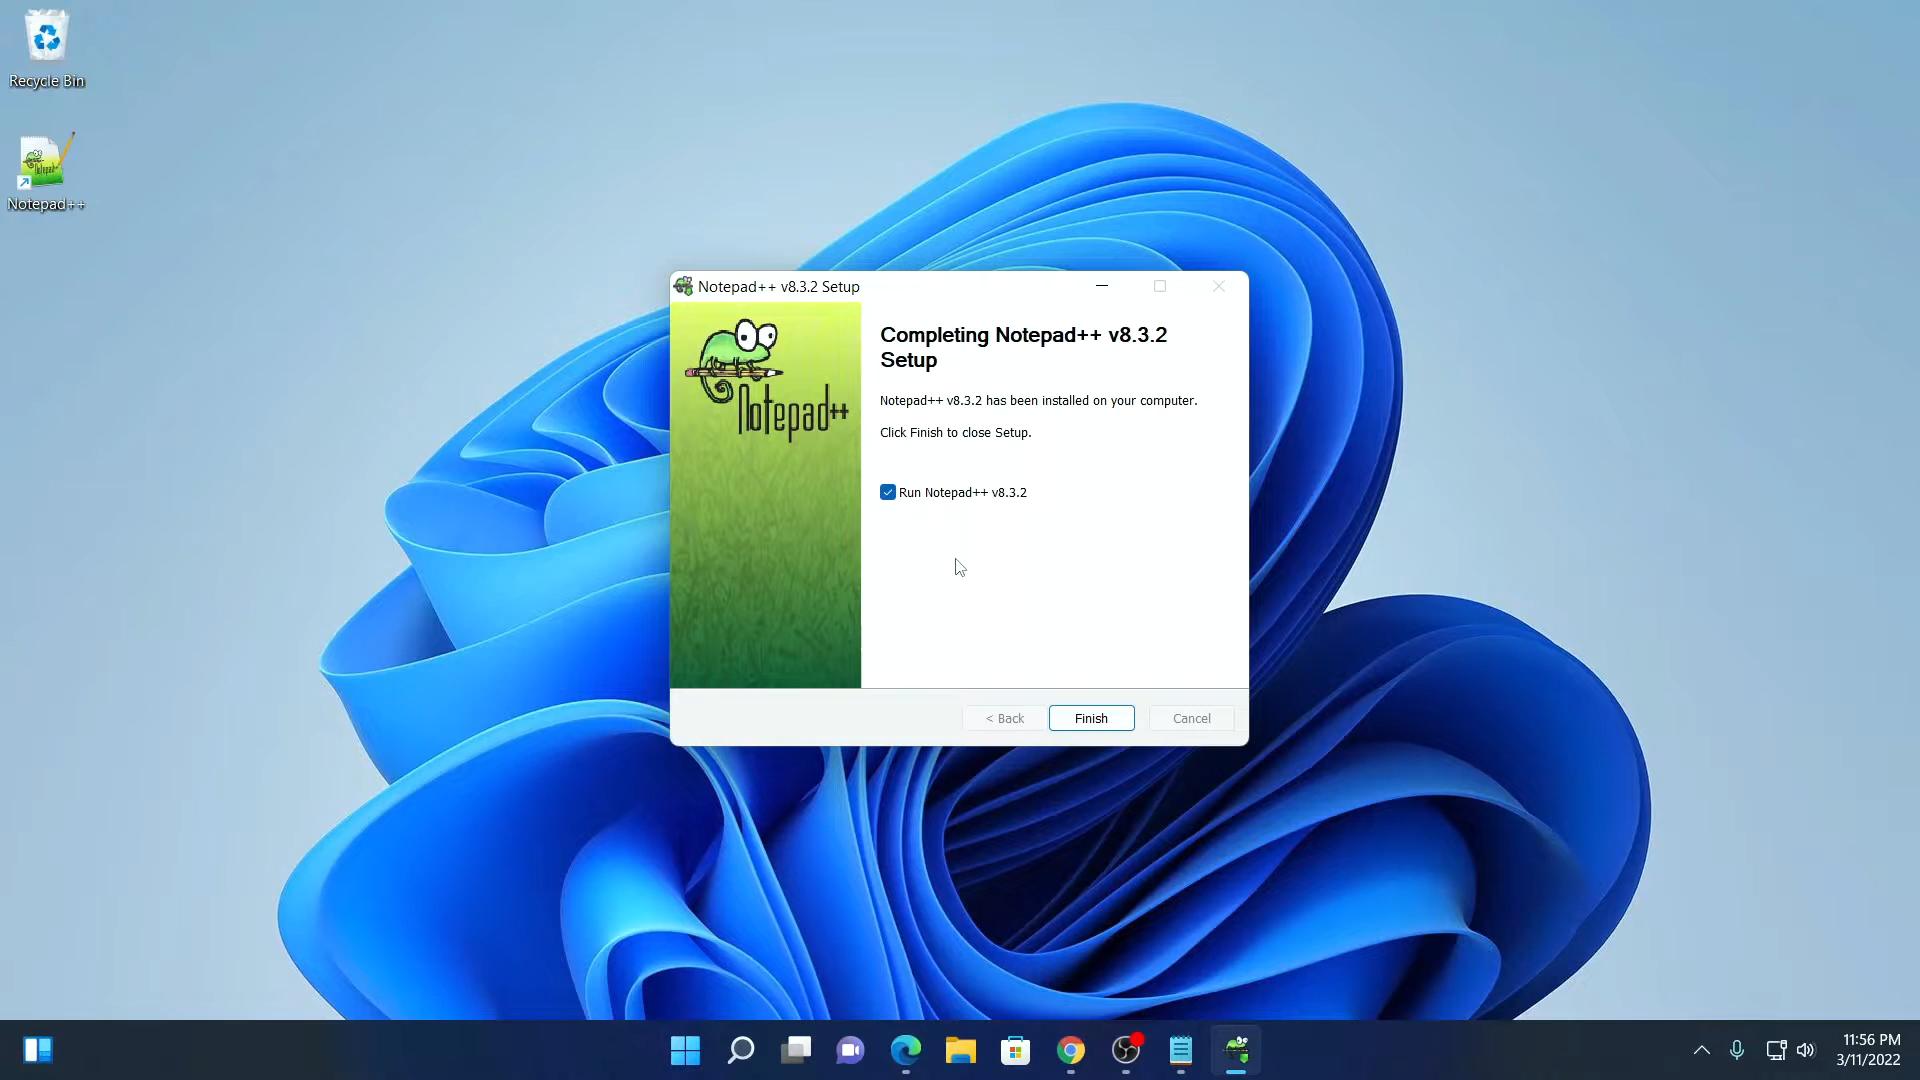 Recycle Bin
Notepad++
Notepad++
Notepad++ v8.3.2 Setup
Notepad++
Completing Notepad++ v8.3.2
Setup
Notepad++ v8.3.2 has been installed on your computer.
Click Finish to close Setup.
Run Notepad++ v8.3.2
< Back
Finish
Cancel
11:56 PM
3/11/2022